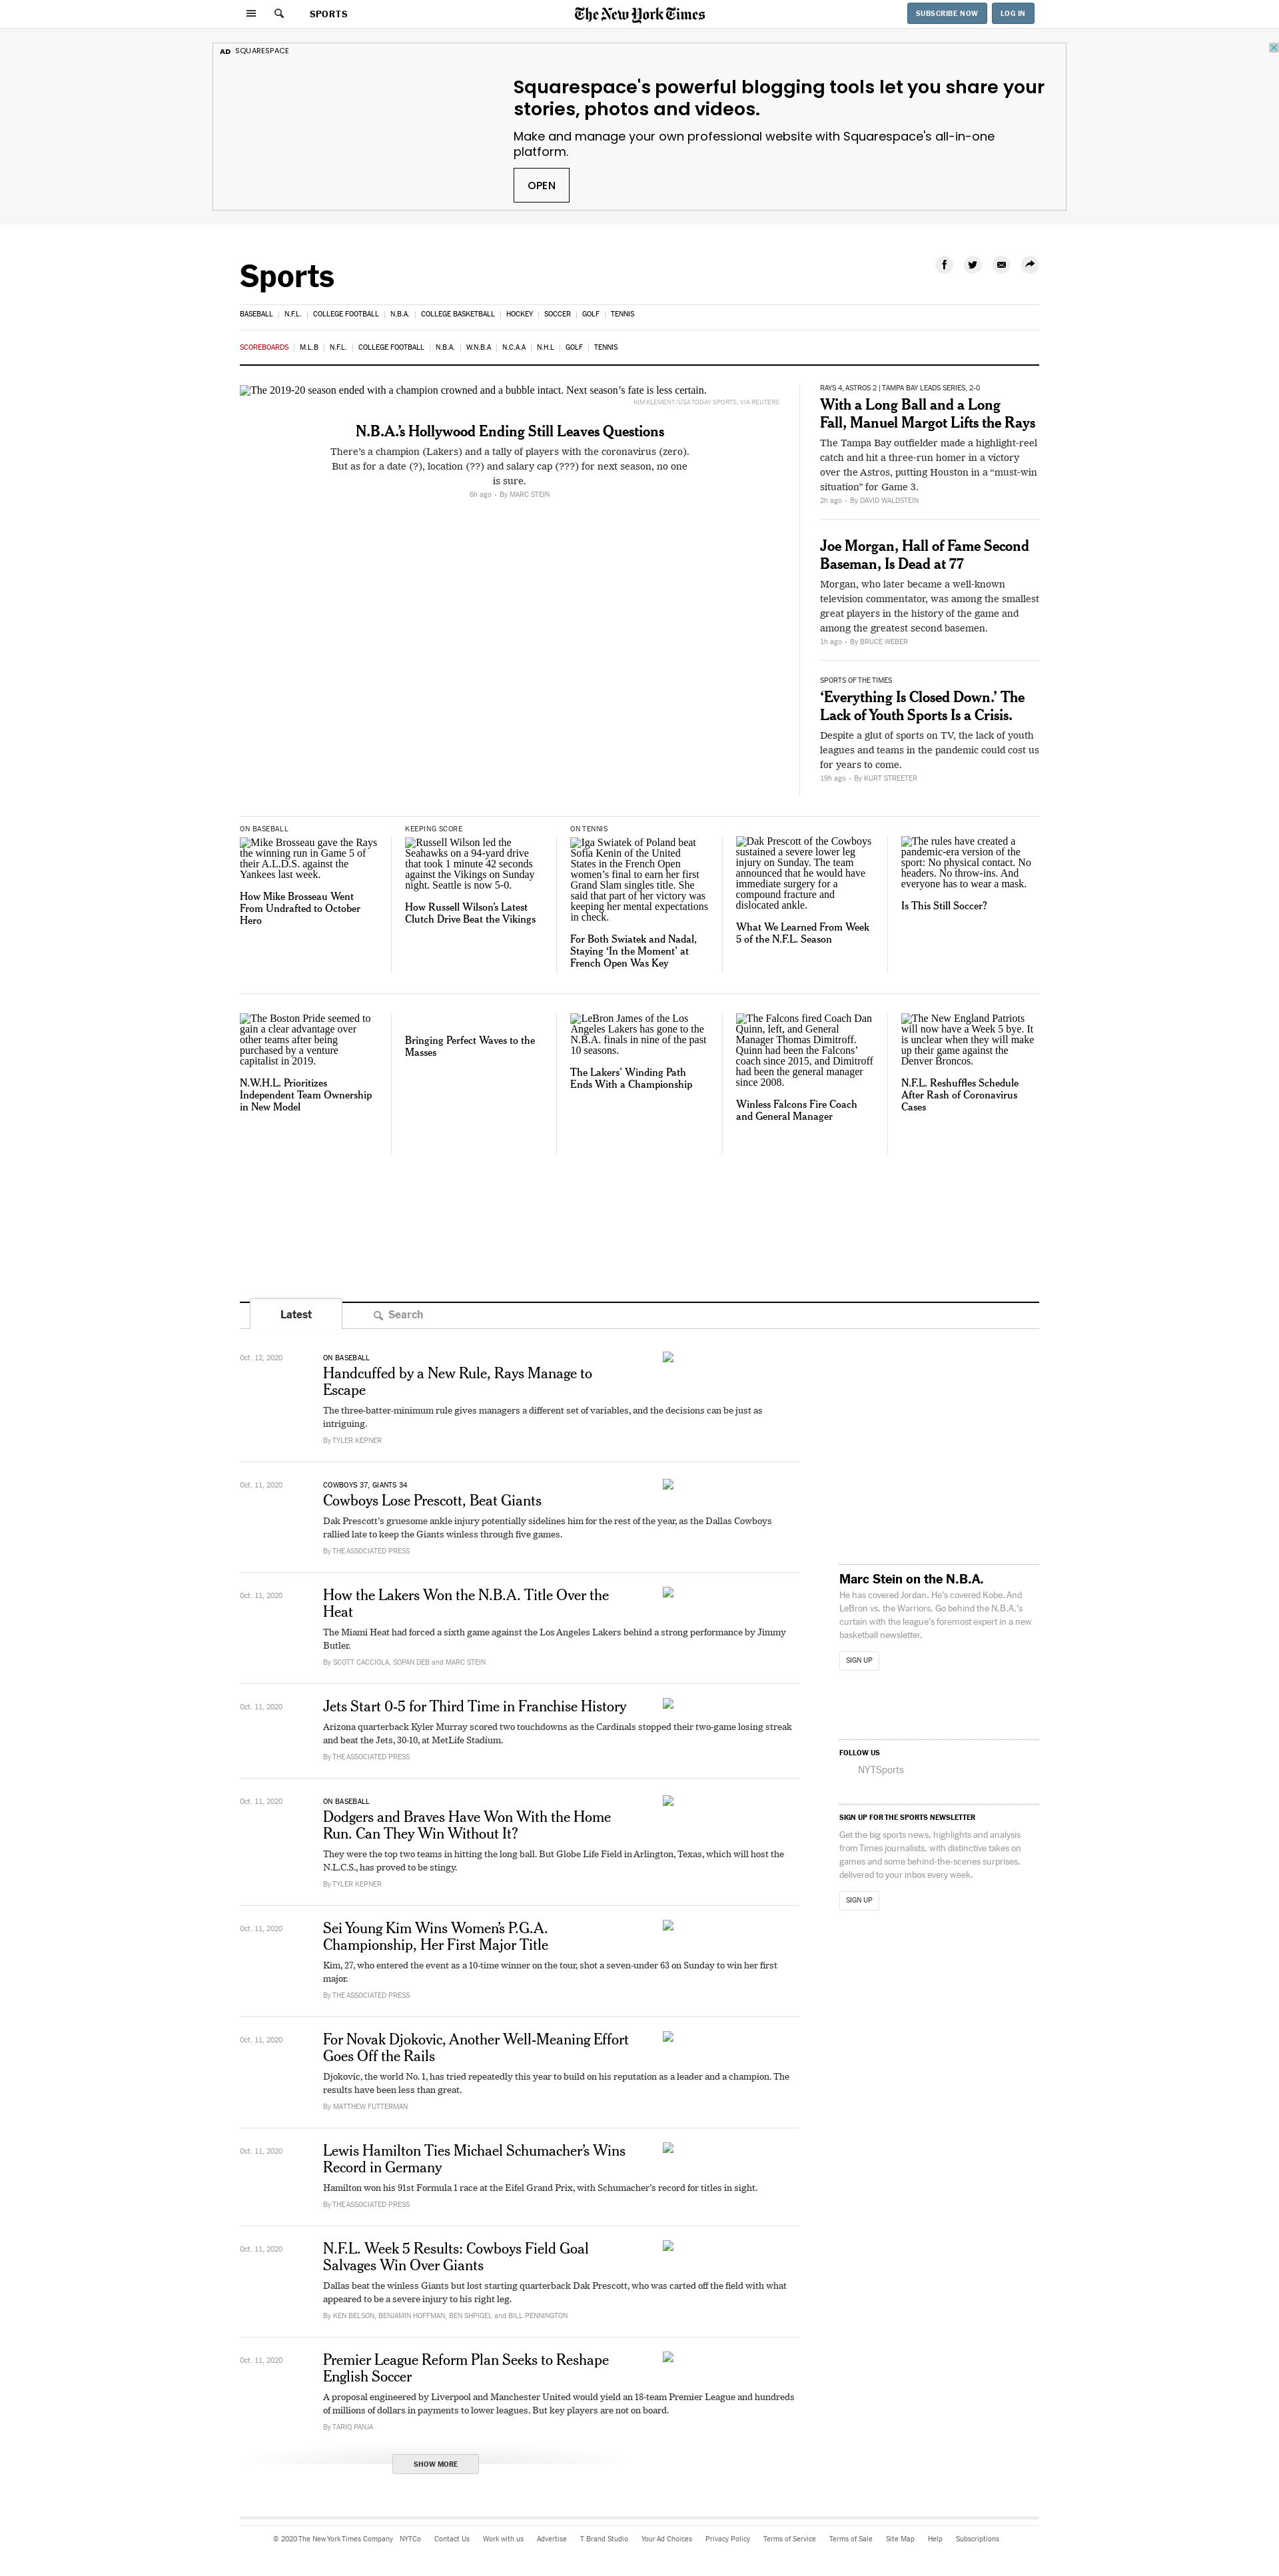 SPORTS
The New York Times
SUBSCRIBE NOW
LOG IN
AD SQUARESPACE
Squarespace's powerful blogging tools let you share your
stories, photos and videos.
Make and manage your own professional website with Squarespace's all-in-one
platform.
OPEN
Sports
BASEBALL | N.F.L. | COLLEGE FOOTBALL | N.B.A. | COLLEGE BASKETBALL | HOCKEY | SOCCER | GOLF | TENNIS
SCOREBOARDS | M.L.B | N.F.L. | COLLEGE FOOTBALL | N.B.A. | W.N.B.A | N.C.A.A | N.H.L | GOLF | TENNIS
The 2019-20 season ended with a champion crowned and a bubble intact. Next season's fate is less certain.
KIM KLEMENT/USA TODAY SPORTS, VIA REUTERS
N.B.A.'s Hollywood Ending Still Leaves Questions
There's a champion (Lakers) and a tally of players with the coronavirus (zero).
But as for a date (?), location (??) and salary cap (???) for next season, no one
is sure.
6h ago • By MARC STEIN
RAYS 4, ASTROS 2 | TAMPA BAY LEADS SERIES, 2-0
With a Long Ball and a Long
Fall, Manuel Margot Lifts the Rays
The Tampa Bay outfielder made a highlight-reel
catch and hit a three-run homer in a victory
over the Astros, putting Houston in a “must-win
situation” for Game 3.
2h ago • By DAVID WALDSTEIN
Joe Morgan, Hall of Fame Second
Baseman, Is Dead at 77
Morgan, who later became a well-known
television commentator, was among the smallest
great players in the history of the game and
among the greatest second basemen.
1h ago • By BRUCE WEBER
SPORTS OF THE TIMES
‘Everything Is Closed Down.’ The
Lack of Youth Sports Is a Crisis.
Despite a glut of sports on TV, the lack of youth
leagues and teams in the pandemic could cost us
for years to come.
19h ago • By KURT STREETER
ON BASEBALL
Mike Brosseau gave the Rays
the winning run in Game 5 of
their A.L.D.S. against the
Yankees last week.
How Mike Brosseau Went
From Undrafted to October
Hero
KEEPING SCORE
Russell Wilson led the
Seahawks on a 94-yard drive
that took 1 minute 42 seconds
against the Vikings on Sunday
night. Seattle is now 5-0.
How Russell Wilson's Latest
Clutch Drive Beat the Vikings
ON TENNIS
Iga Swiatek of Poland beat
Sofia Kenin of the United
States in the French Open
women's final to earn her first
Grand Slam singles title. She
said that part of her victory was
keeping her mental expectations
in check.
For Both Swiatek and Nadal,
Staying ‘In the Moment’ at
French Open Was Key
Dak Prescott of the Cowboys
sustained a severe lower leg
injury on Sunday. The team
announced that he would have
immediate surgery for a
compound fracture and
dislocated ankle.
What We Learned From Week
5 of the N.F.L. Season
The rules have created a
pandemic-era version of the
sport: No physical contact. No
headers. No throw-ins. And
everyone has to wear a mask.
Is This Still Soccer?
The Boston Pride seemed to
gain a clear advantage over
other teams after being
purchased by a venture
capitalist in 2019.
N.W.H.L. Prioritizes
Independent Team Ownership
in New Model
Bringing Perfect Waves to the
Masses
LeBron James of the Los
Angeles Lakers has gone to the
N.B.A. finals in nine of the past
10 seasons.
The Lakers' Winding Path
Ends With a Championship
The Falcons fired Coach Dan
Quinn, left, and General
Manager Thomas Dimitroff.
Quinn had been the Falcons'
coach since 2015, and Dimitroff
had been the general manager
since 2008.
Winless Falcons Fire Coach
and General Manager
The New England Patriots
will now have a Week 5 bye. It
is unclear when they will make
up their game against the
Denver Broncos.
N.F.L. Reshuffles Schedule
After Rash of Coronavirus
Cases
Latest
Search
Oct. 12, 2020
ON BASEBALL
Handcuffed by a New Rule, Rays Manage to
Escape
The three-batter-minimum rule gives managers a different set of variables, and the decisions can be just as
intriguing.
By TYLER KEPNER
Oct. 11, 2020
COWBOYS 37, GIANTS 34
Cowboys Lose Prescott, Beat Giants
Dak Prescott's gruesome ankle injury potentially sidelines him for the rest of the year, as the Dallas Cowboys
rallied late to keep the Giants winless through five games.
By THE ASSOCIATED PRESS
Oct. 11, 2020
How the Lakers Won the N.B.A. Title Over the
Heat
The Miami Heat had forced a sixth game against the Los Angeles Lakers behind a strong performance by Jimmy
Butler.
By SCOTT CACCIOLA, SOPAN DEB and MARC STEIN
Oct. 11, 2020
Jets Start 0-5 for Third Time in Franchise History
Arizona quarterback Kyler Murray scored two touchdowns as the Cardinals stopped their two-game losing streak
and beat the Jets, 30-10, at MetLife Stadium.
By THE ASSOCIATED PRESS
Oct. 11, 2020
ON BASEBALL
Dodgers and Braves Have Won With the Home
Run. Can They Win Without It?
They were the top two teams in hitting the long ball. But Globe Life Field in Arlington, Texas, which will host the
N.L.C.S., has proved to be stingy.
By TYLER KEPNER
Oct. 11, 2020
Sei Young Kim Wins Women's P.G.A.
Championship, Her First Major Title
Kim, 27, who entered the event as a 10-time winner on the tour, shot a seven-under 63 on Sunday to win her first
major.
By THE ASSOCIATED PRESS
Oct. 11, 2020
For Novak Djokovic, Another Well-Meaning Effort
Goes Off the Rails
Djokovic, the world No. 1, has tried repeatedly this year to build on his reputation as a leader and a champion. The
results have been less than great.
By MATTHEW FUTTERMAN
Oct. 11, 2020
Lewis Hamilton Ties Michael Schumacher's Wins
Record in Germany
Hamilton won his 91st Formula 1 race at the Eifel Grand Prix, with Schumacher's record for titles in sight.
By THE ASSOCIATED PRESS
Oct. 11, 2020
N.F.L. Week 5 Results: Cowboys Field Goal
Salvages Win Over Giants
Dallas beat the winless Giants but lost starting quarterback Dak Prescott, who was carted off the field with what
appeared to be a severe injury to his right leg.
By KEN BELSON, BENJAMIN HOFFMAN, BEN SHPIGEL and BILL PENNINGTON
Oct. 11, 2020
Premier League Reform Plan Seeks to Reshape
English Soccer
A proposal engineered by Liverpool and Manchester United would yield an 18-team Premier League and hundreds
of millions of dollars in payments to lower leagues. But key players are not on board.
By TARIQ PANJA
SHOW MORE
Marc Stein on the N.B.A.
He has covered Jordan. He's covered Kobe. And
LeBron vs. the Warriors. Go behind the N.B.A.'s
curtain with the league's foremost expert in a new
basketball newsletter.
SIGN UP
FOLLOW US
NYTSports
SIGN UP FOR THE SPORTS NEWSLETTER
Get the big sports news, highlights and analysis
from Times journalists, with distinctive takes on
games and some behind-the-scenes surprises,
delivered to your inbox every week.
SIGN UP
© 2020 The New York Times Company NYTCo Contact Us Work with us Advertise T Brand Studio Your Ad Choices Privacy Policy Terms of Service Terms of Sale Site Map Help Subscriptions